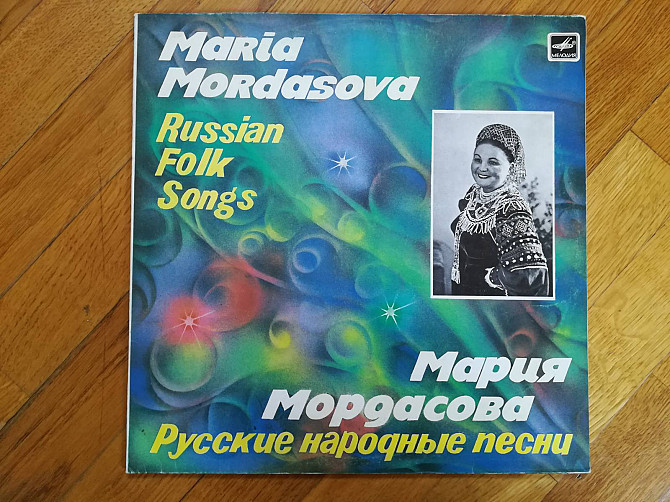 Maria
Mordasova
Russian
Folk
Songs
МЕЛОДИЯ
Мария
Мордасова
Русские народные песни